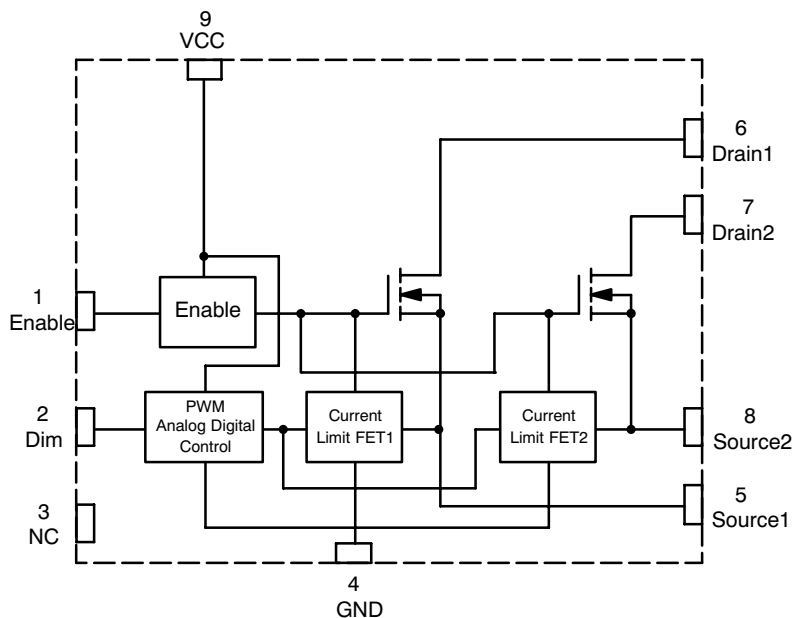 9
VCC
6
Drain1
7
Drain2
1
Enable
Enable
2
Dim
PWM
Analog Digital
Control
Current
Limit FET1
Current
Limit FET2
8
Source2
3
NC
5
Source1
4
GND